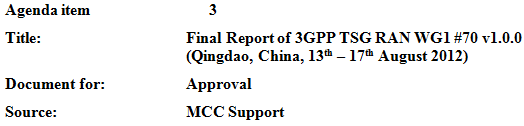 Agenda item 3
Title: Final Report of 3GPP TSG RAN WG1 #70 v1.0.0
(Qingdao, China, 13th – 17th August 2012)
Document for: Approval
Source: MCC Support